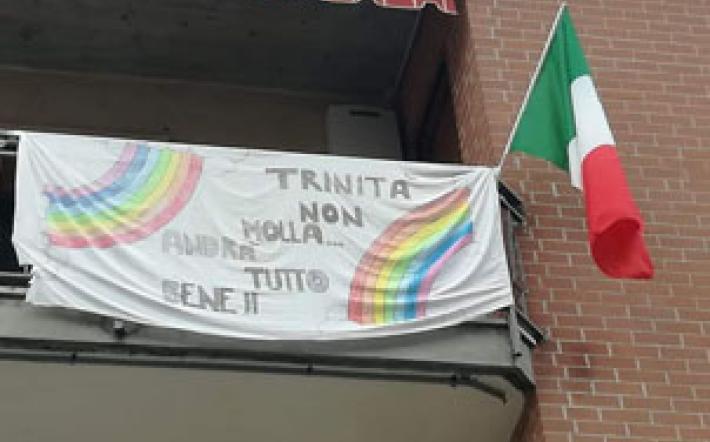 TRINITA
NON
MOLLA...
ANDRÀ
TUTTO
BENE !!